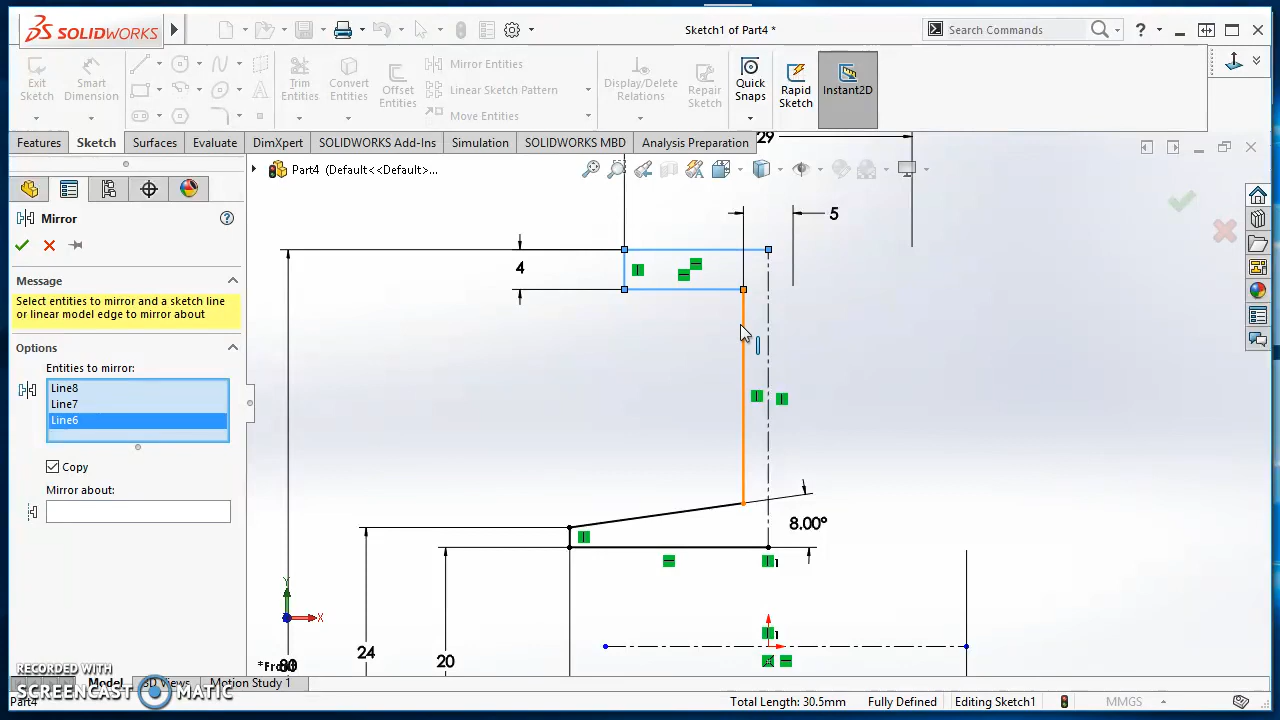 SOLIDWORKS
Sketch1 of Part4 *
Search Commands
Exit Sketch
Smart Dimension
Trim Entities
Convert Entities
Offset Entities
Mirror Entities
Linear Sketch Pattern
Move Entities
Display/Delete Relations
Repair Sketch
Quick Snaps
Rapid Sketch
Instant2D
Features
Sketch
Surfaces
Evaluate
DimXpert
SOLIDWORKS Add-Ins
Simulation
SOLIDWORKS MBD
Analysis Preparation
29
Part4 (Default<<Default>...
Mirror
5
4
Message
Select entities to mirror and a sketch line
or linear model edge to mirror about
Options
Entities to mirror:
Line8
Line7
Line6
Copy
Mirror about:
8.00°
1
Y
X
1
24
20
*Front
RECORDED WITH
SCREENCAST MATIC
Model
3D Views
Motion Study 1
Part4
Total Length: 30.5mm
Fully Defined
Editing Sketch1
MMGS